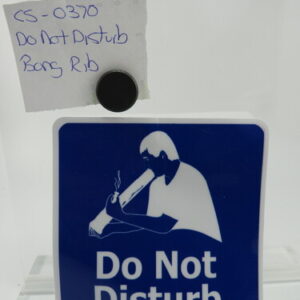 CS-0370
Do Not Disturb
Bong Rib
Do Not
Disturb